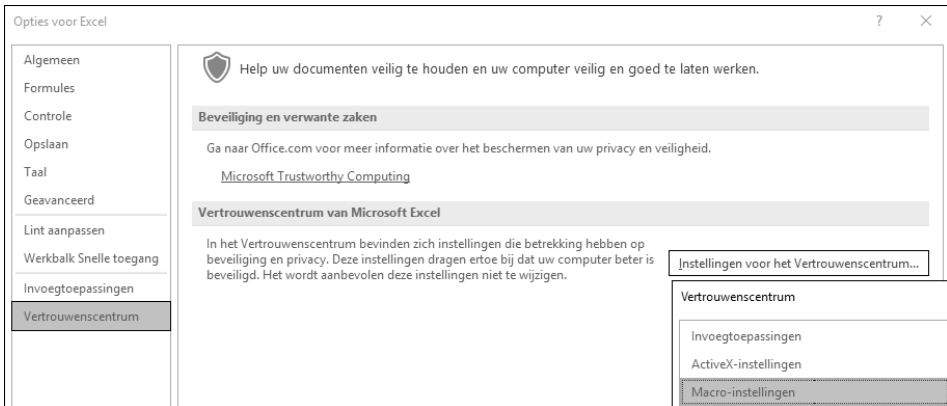 Opties voor Excel
?
Algemeen
Formules
Controle
Opslaan
Taal
Geavanceerd
Lint aanpassen
Werkbalk Snelle toegang
Invoegtoepassingen
Vertrouwenscentrum
Help uw documenten veilig te houden en uw computer veilig en goed te laten werken.
Beveiliging en verwante zaken
Ga naar Office.com voor meer informatie over het beschermen van uw privacy en veiligheid.
Microsoft Trustworthy Computing
Vertrouwenscentrum van Microsoft Excel
In het Vertrouwenscentrum bevinden zich instellingen die betrekking hebben op
beveiliging en privacy. Deze instellingen dragen ertoe bij dat uw computer beter is
beveiligd. Het wordt aanbevolen deze instellingen niet te wijzigen.
Instellingen voor het Vertrouwenscentrum...
Vertrouwenscentrum
Invoegtoepassingen
ActiveX-instellingen
Macro-instellingen